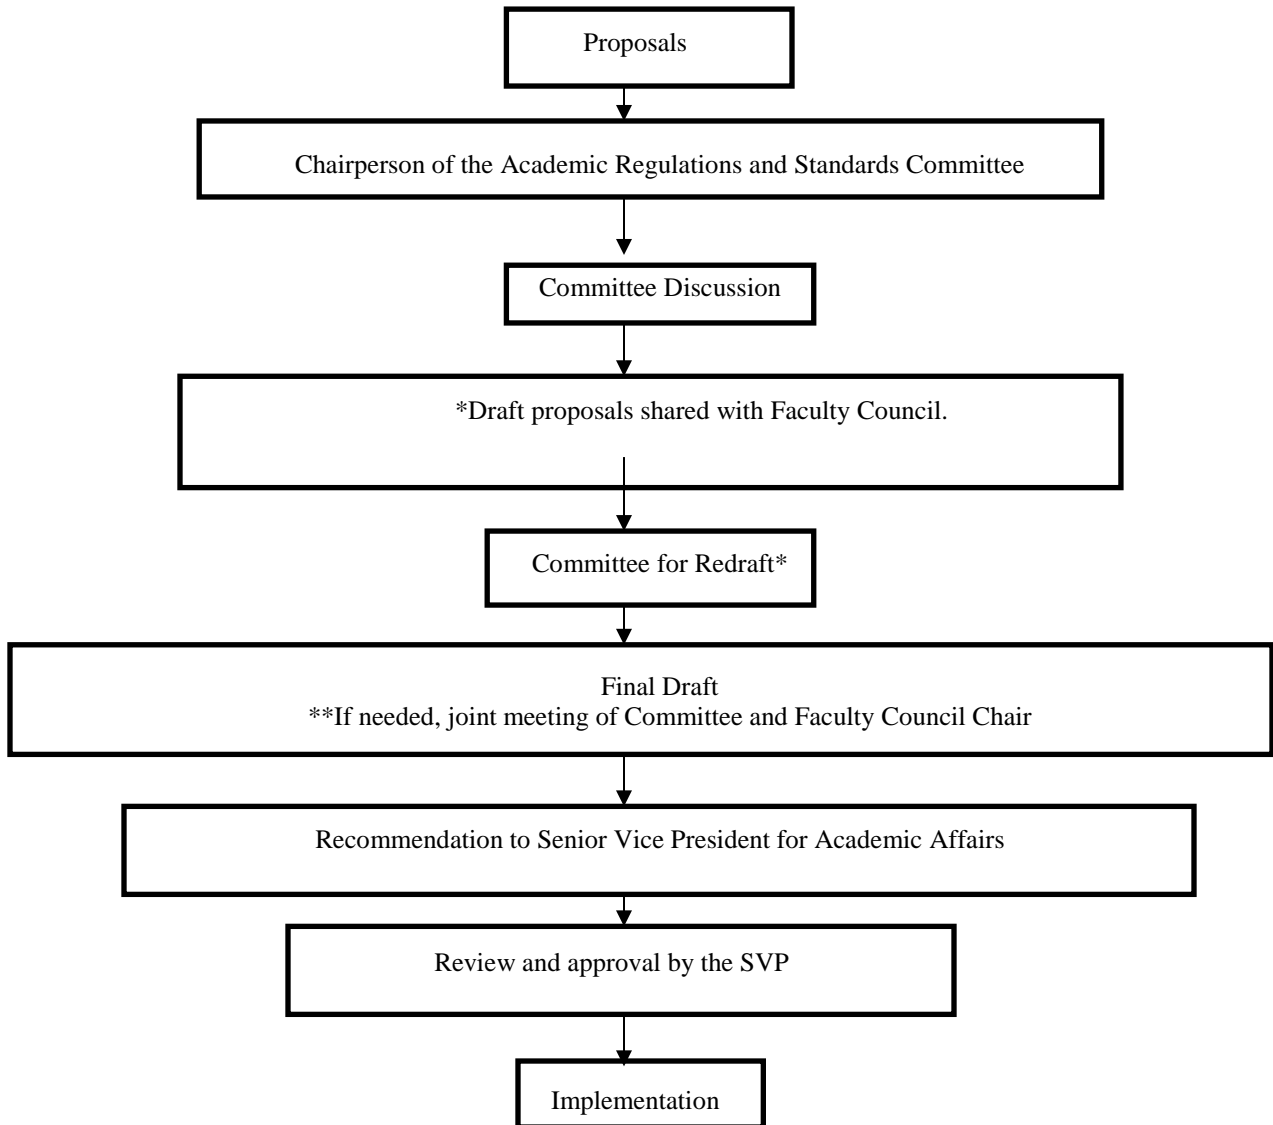 Proposals
Chairperson of the Academic Regulations and Standards Committee
Committee Discussion
*Draft proposals shared with Faculty Council.
Committee for Redraft*
Final Draft
**If needed, joint meeting of Committee and Faculty Council Chair
Recommendation to Senior Vice President for Academic Affairs
Review and approval by the SVP
Implementation